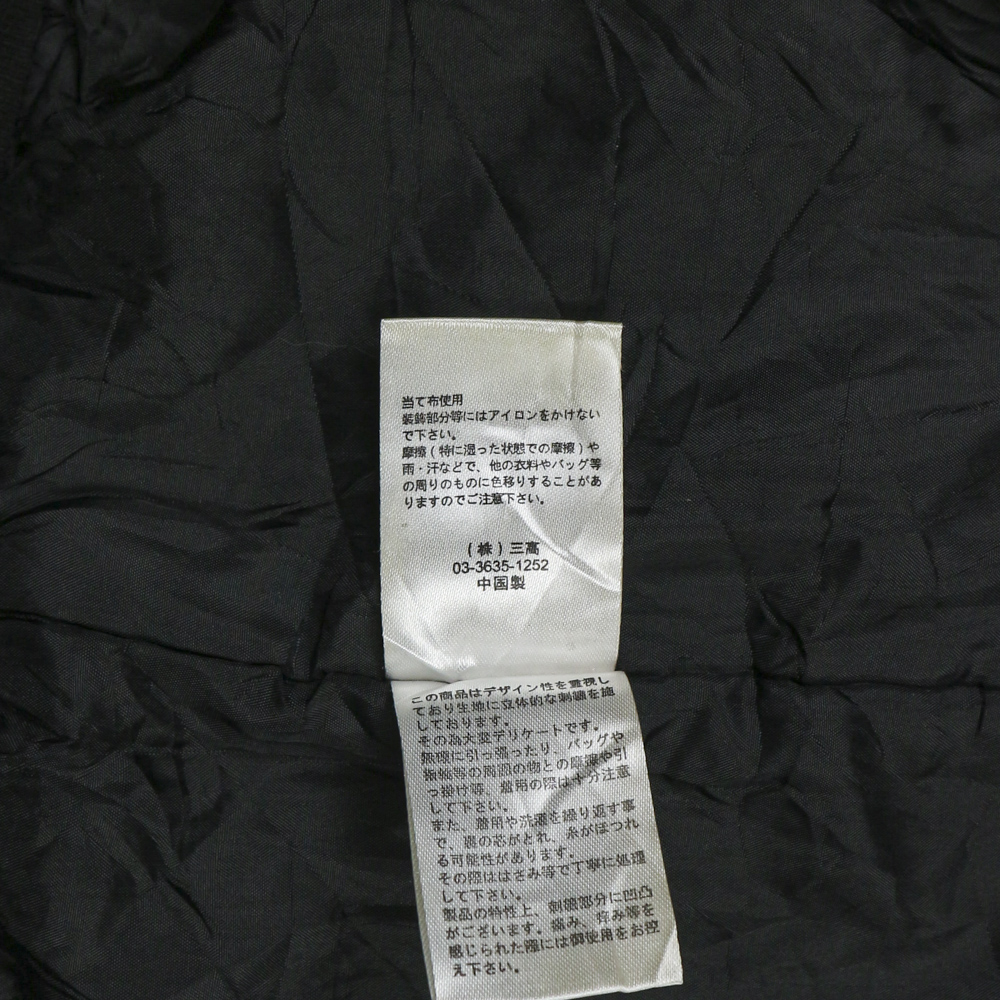 当て布使用
装飾部分等にはアイロンをかけない
で下さい。
摩擦(特に湿った状態での摩擦)や
雨・汗などで、他の衣料やバッグ等
の周りのものに色移りすることがあ
りますのでご注意下さい。
(株)三高
03-3635-1252
中国製
この商品はデザイン性を重視し
ており生地に立体的な刺繍を施
しております。
その為大変デリケートです。
無理に引っ張ったり、バッグや
指輪等の周囲の物との摩擦や引
っ掛け等、着用の際は十分注意
して下さい。
また、着用や洗濯を繰り返す事
で、裏の芯がとれ、糸がほつれ
る可能性があります。
その際ははさみ等で丁寧に処理
して下さい。
製品の特性上、刺繍部分に凹凸
がございます。痛み、痒み等を
感じられた際には御使用をお控
え下さい。